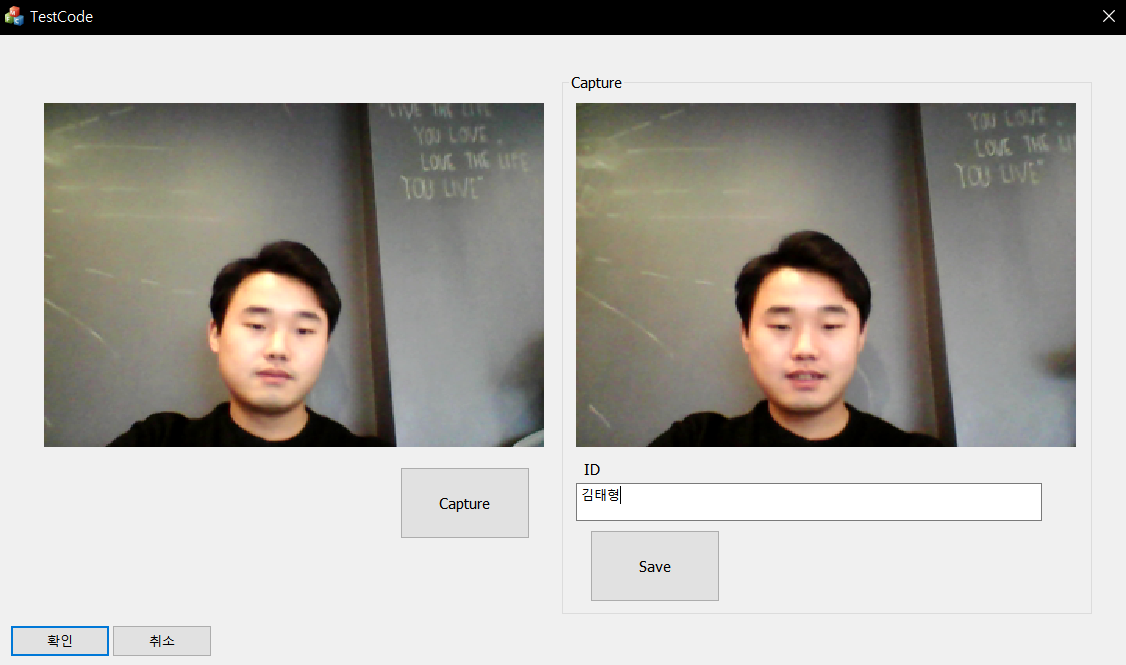 TestCode
Capture
"LIVE THE LIFE
YOU LOVE.
LOVE THE LIFE
YOU LIVE"
YOU LOVE.
LOVE THE LI
YOU LIVE"
Capture
ID
김태형
Save
확인
취소